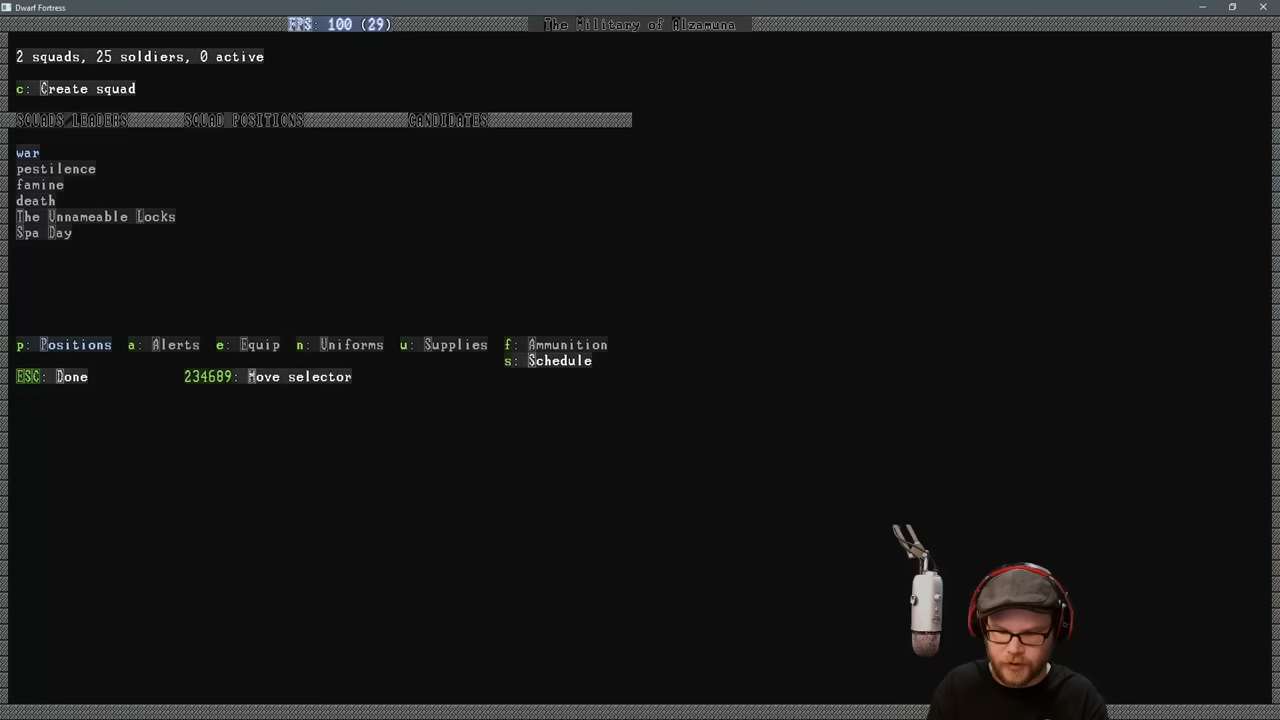 Dwarf Fortress
FPS: 100 (29)
The Military of Alzamuna
2 squads, 25 soldiers, 0 active
c: Create squad
SQUADS/LEADERS SQUAD POSITIONS CANDIDATES
war
pestilence
famine
death
The Unnameable Locks
Spa Day
p: Positions a: Alerts e: Equip n: Uniforms u: Supplies f: Ammunition
s: Schedule
ESC: Done 234689: Move selector